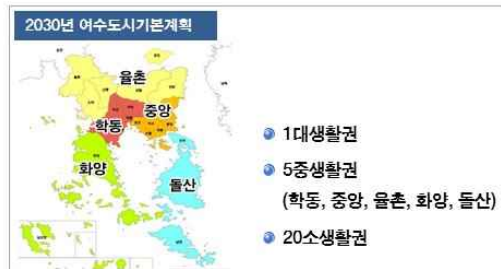 2030년 여수도시기본계획
율촌
중앙
학동
화양
돌산
1대생활권
5중생활권
(학동, 중앙, 율촌, 화양, 돌산)
20소생활권